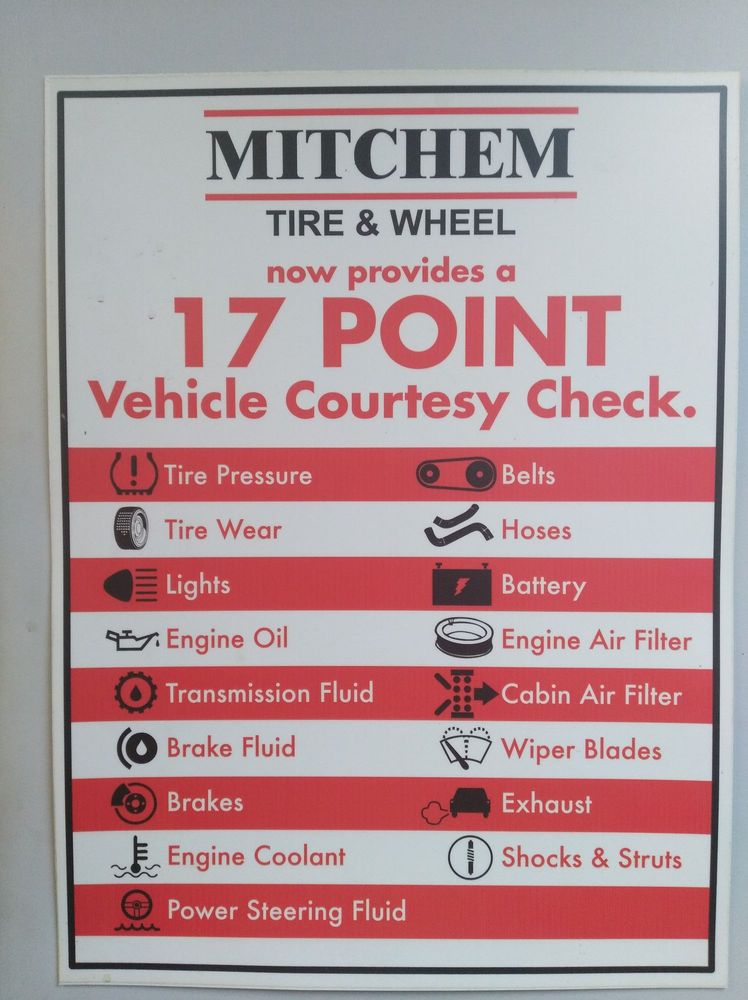 MITCHEM
TIRE & WHEEL
now provides a
17 POINT
Vehicle Courtesy Check.
Tire Pressure
Belts
Tire Wear
Hoses
Lights
Battery
Engine Oil
Engine Air Filter
Transmission Fluid
Cabin Air Filter
Brake Fluid
Wiper Blades
Brakes
Exhaust
Engine Coolant
Shocks & Struts
Power Steering Fluid